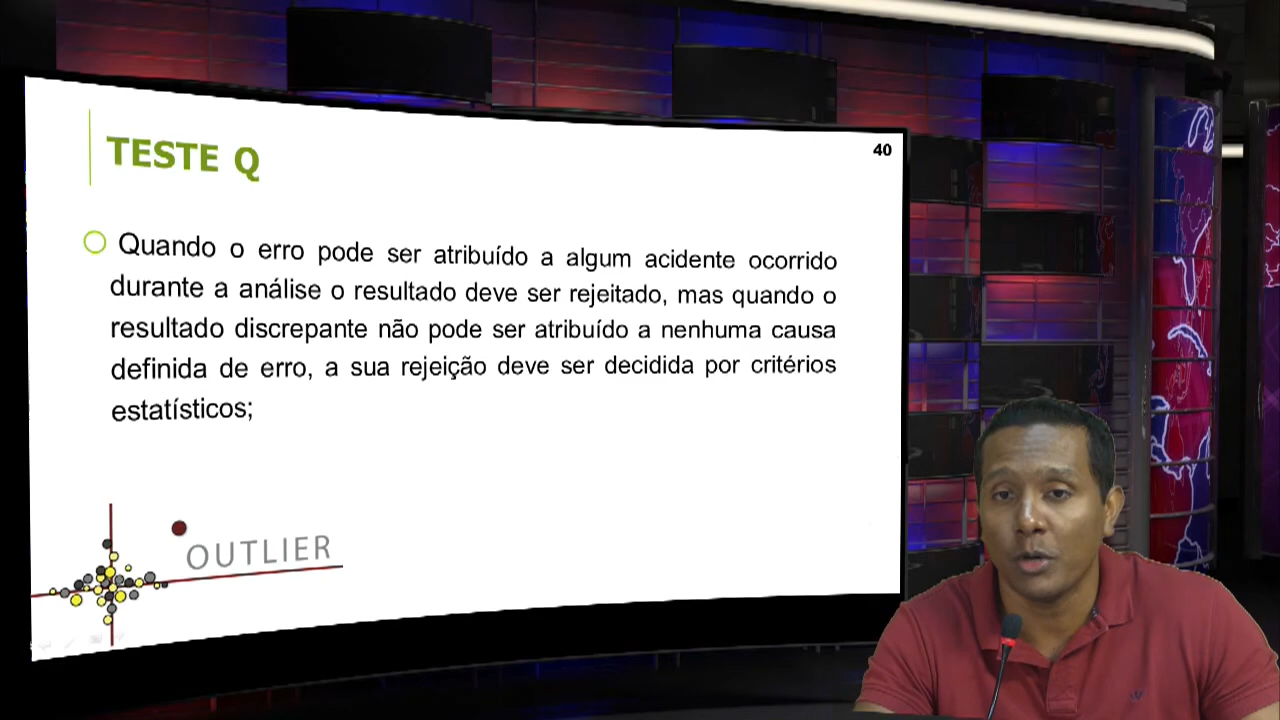 TESTE Q
40
Quando o erro pode ser atribuído a algum acidente ocorrido
durante a análise o resultado deve ser rejeitado, mas quando o
resultado discrepante não pode ser atribuído a nenhuma causa
definida de erro, a sua rejeição deve ser decidida por critérios
estatísticos;
OUTLIER